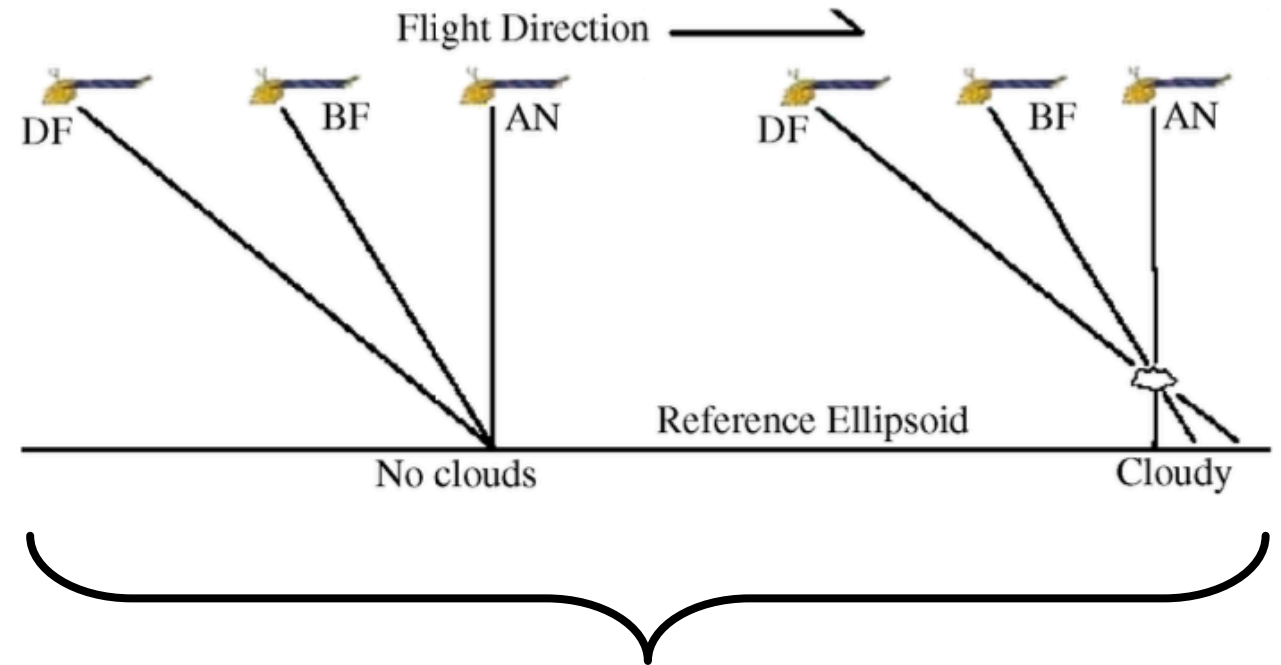 Flight Direction
DF BF AN DF BF AN
Reference Ellipsoid
No clouds Cloudy